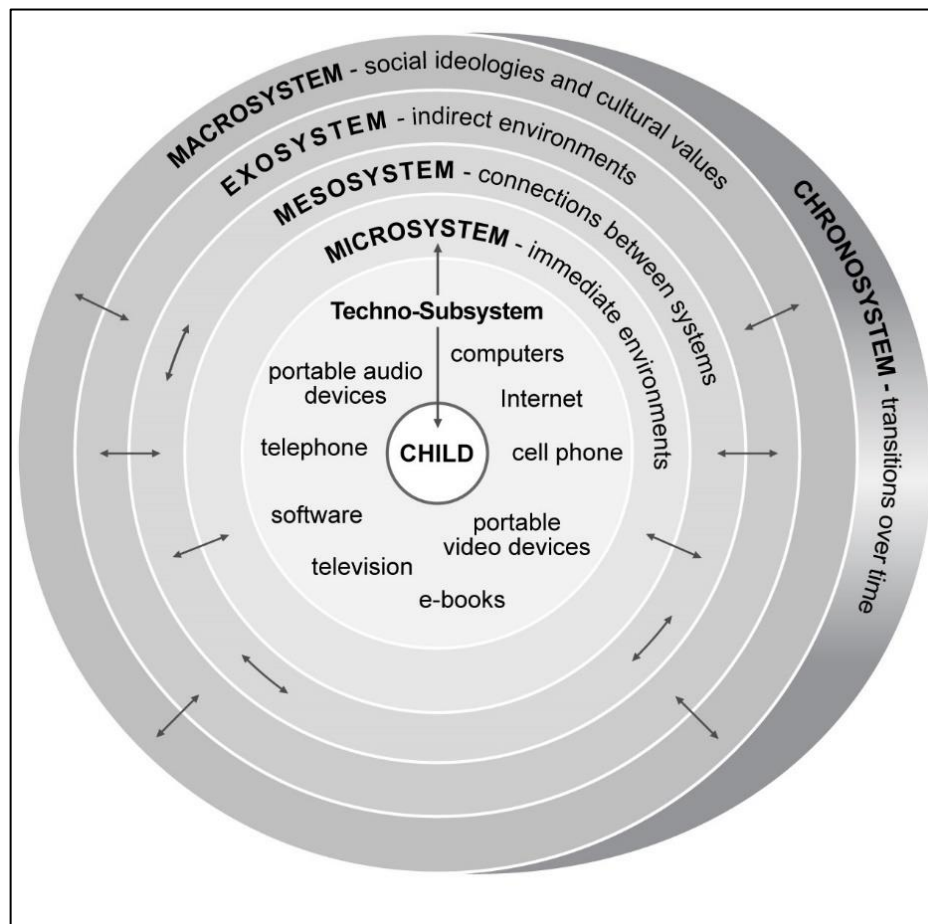 MACROSYSTEM - social ideologies and cultural values
EXOSYSTEM - indirect environments
MESOSYSTEM - connections between systems
MICROSYSTEM - immediate environments
CHRONOSYSTEM - transitions over time
Techno-Subsystem
computers
portable audio
devices
Internet
telephone
CHILD
cell phone
software
portable
video devices
television
e-books